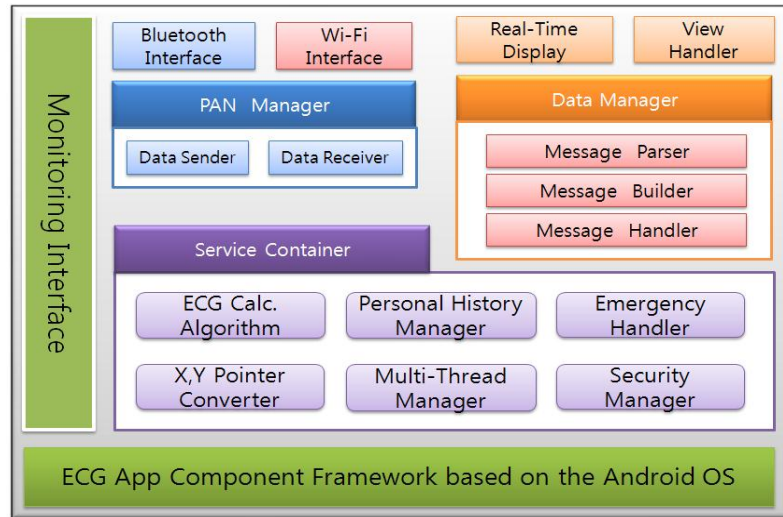 Monitoring Interface
Bluetooth
Interface
Wi-Fi
Interface
Real-Time
Display
View
Handler
PAN Manager
Data Sender
Data Receiver
Data Manager
Message Parser
Message Builder
Message Handler
Service Container
ECG Calc.
Algorithm
Personal History
Manager
Emergency
Handler
X,Y Pointer
Converter
Multi-Thread
Manager
Security
Manager
ECG App Component Framework based on the Android OS